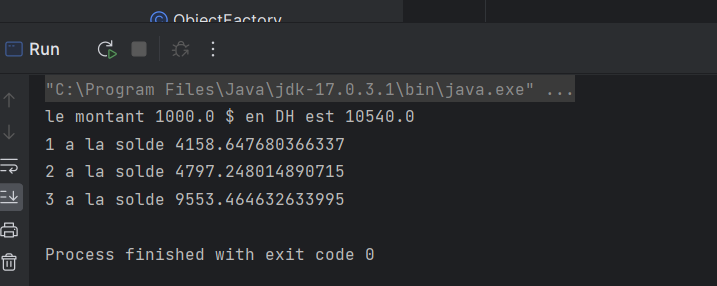 ObjectFactory
Run
"C:\Program Files\Java\jdk-17.0.3.1\bin\java.exe" ...
le montant 1000.0 $ en DH est 10540.0
1 a la solde 4158.647680366337
2 a la solde 4797.248014890715
3 a la solde 9553.464632633995
Process finished with exit code 0